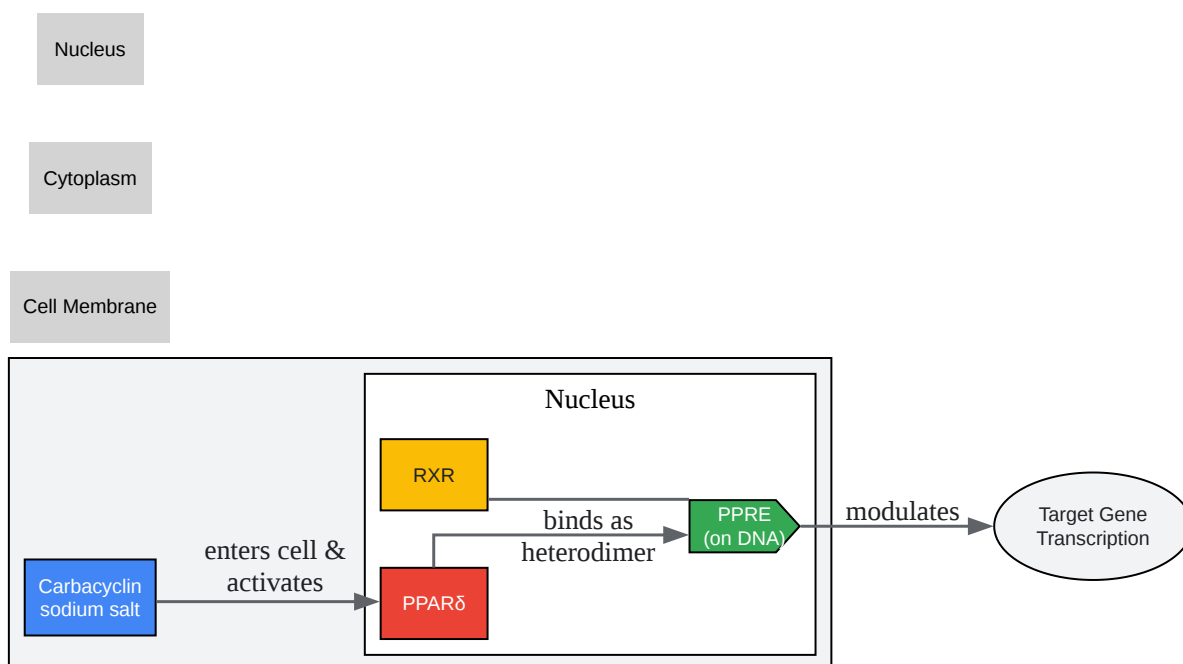 Nucleus
Cytoplasm
Cell Membrane
Nucleus
RXR
binds as
heterodimer
PPRE
(on DNA)
modulates
Target Gene
Transcription
enters cell &
activates
Carbacyclin
sodium salt
PPARδ